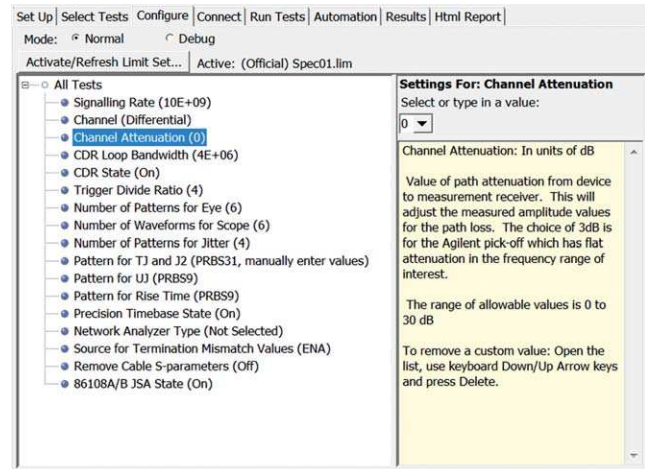 Set Up Select Tests Configure Connect Run Tests Automation Results Html Report
Mode: Normal Debug
Activate/Refresh Limit Set... Active: (Official) Spec01.lim
All Tests
Signalling Rate (10E+09)
Channel (Differential)
Channel Attenuation (0)
CDR Loop Bandwidth (4E+06)
CDR State (On)
Trigger Divide Ratio (4)
Number of Patterns for Eye (6)
Number of Waveforms for Scope (6)
Number of Patterns for Jitter (4)
Pattern for TJ and J2 (PRBS31, manually enter values)
Pattern for UJ (PRBS9)
Pattern for Rise Time (PRBS9)
Precision Timebase State (On)
Network Analyzer Type (Not Selected)
Source for Termination Mismatch Values (ENA)
Remove Cable S-parameters (Off)
86108A/B JSA State (On)
Settings For: Channel Attenuation
Select or type in a value:
0
Channel Attenuation: In units of dB
Value of path attenuation from device
to measurement receiver. This will
adjust the measured amplitude values
for the path loss. The choice of 3dB is
for the Agilent pick-off which has flat
attenuation in the frequency range of
interest.
The range of allowable values is 0 to
30 dB
To remove a custom value: Open the
list, use keyboard Down/Up Arrow keys
and press Delete.